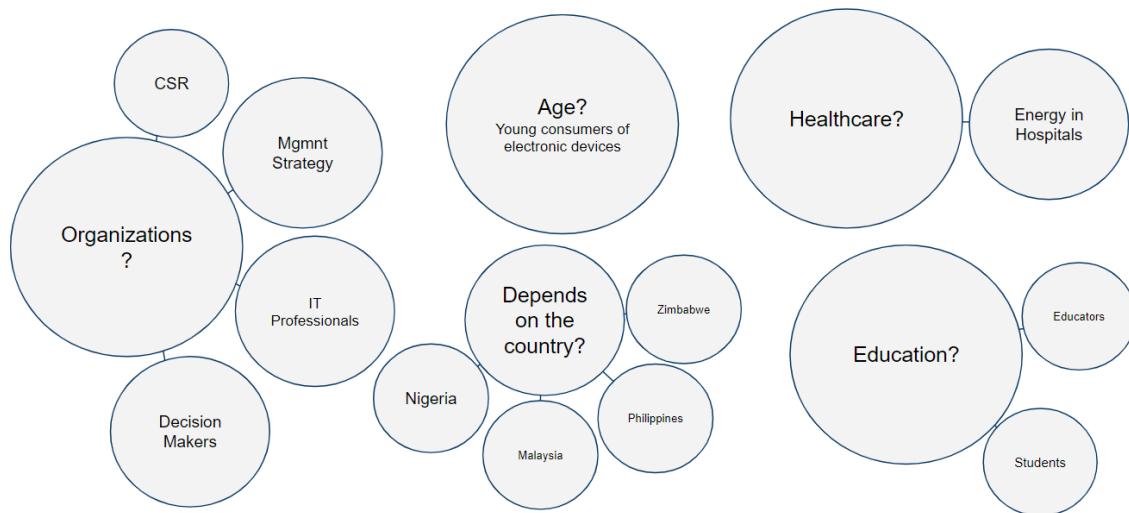 CSR
Mgmnt
Strategy
Organizations
?
IT
Professionals
Decision
Makers
Age?
Young consumers of
electronic devices
Depends
on the
country?
Zimbabwe
Nigeria
Malaysia
Philippines
Healthcare?
Energy in
Hospitals
Education?
Educators
Students